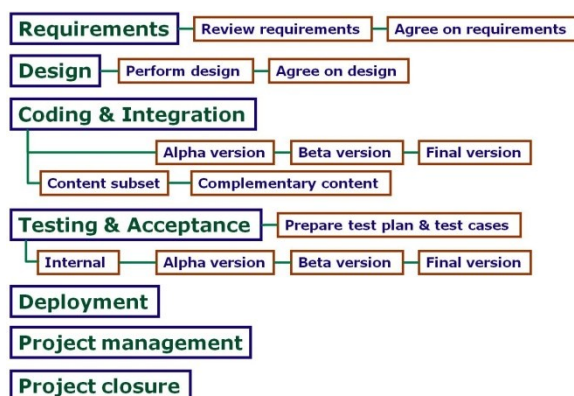 Requirements Review requirements Agree on requirements
Design Perform design Agree on design
Coding & Integration
Alpha version Beta version Final version
Content subset Complementary content
Testing & Acceptance Prepare test plan & test cases
Internal Alpha version Beta version Final version
Deployment
Project management
Project closure